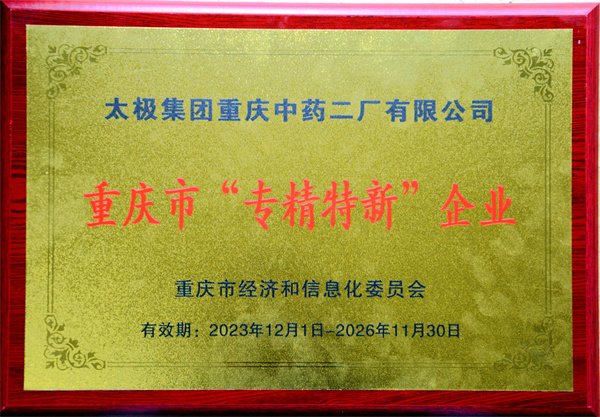 太极集团重庆中药二厂有限公司
重庆市“专精特新”企业
重庆市经济和信息化委员会
有效期：2023年12月1日-2026年11月30日